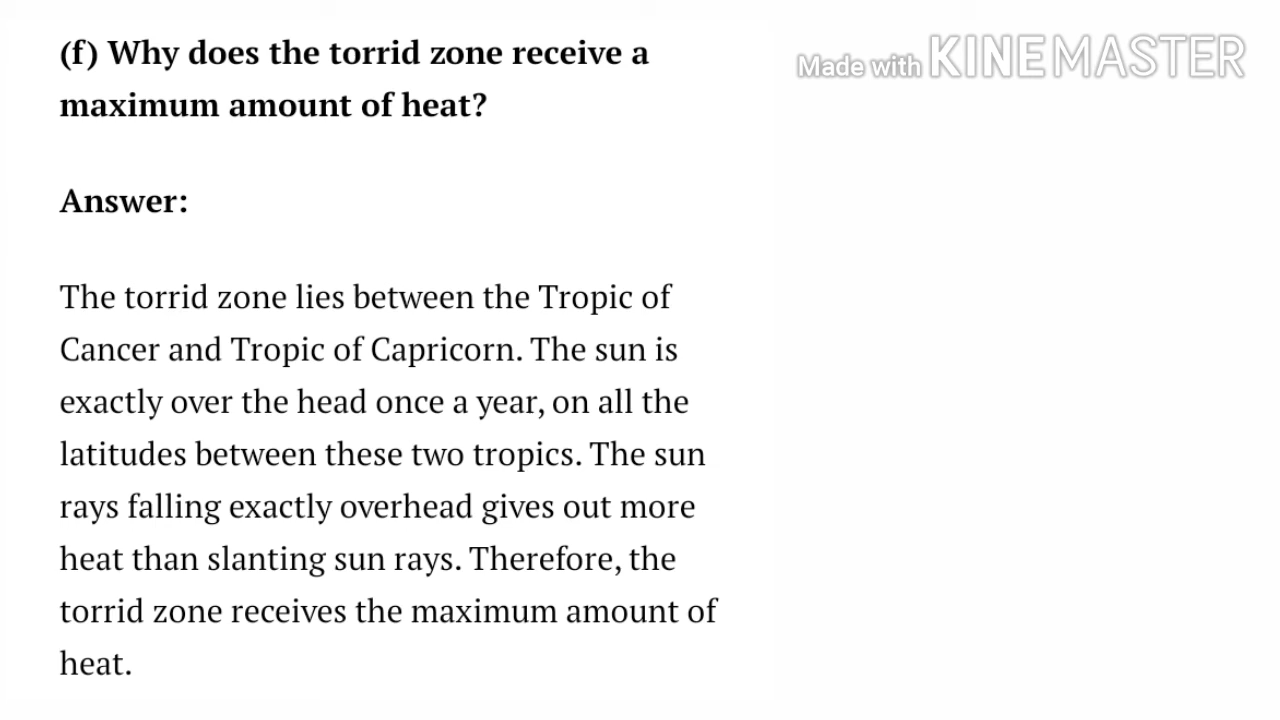 (f) Why does the torrid zone receive a
maximum amount of heat?
Made with KINEMASTER
Answer:
The torrid zone lies between the Tropic of
Cancer and Tropic of Capricorn. The sun is
exactly over the head once a year, on all the
latitudes between these two tropics. The sun
rays falling exactly overhead gives out more
heat than slanting sun rays. Therefore, the
torrid zone receives the maximum amount of
heat.